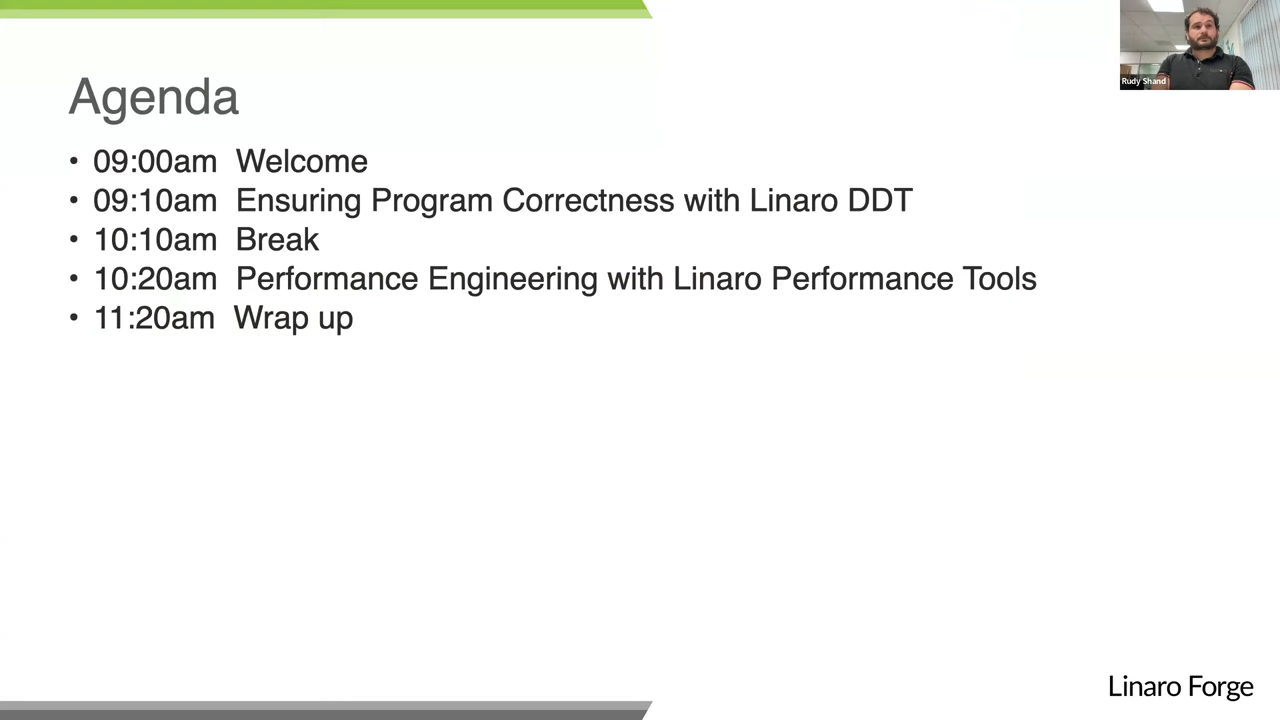 Rudy Shand
Agenda
• 09:00am Welcome
• 09:10am Ensuring Program Correctness with Linaro DDT
• 10:10am Break
• 10:20am Performance Engineering with Linaro Performance Tools
• 11:20am Wrap up
Linaro Forge